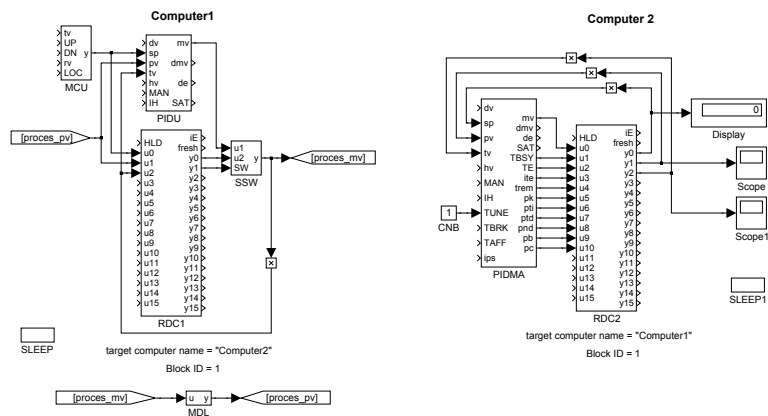 Computer1
tv
UP
DN y
rv
LOC
MCU
dv mv
sp
pv dmv
tv
hv de
MAN
IH SAT
PIDU
[proces_pv]
HLD iE
fresh
u0 y0
u1 y1
u2 y2
u3 y3
u4 y4
u5 y5
u6 y6
u7 y7
u8 y8
u9 y9
u10 y10
u11 y11
u12 y12
u13 y13
u14 y14
u15 y15
RDC1
u1
u2 y
SW
SSW
[proces_mv]
SLEEP
target computer name = "Computer2"
Block ID = 1
[proces_mv]
u y
MDL
[proces_pv]
Computer 2
dv
sp
pv
tv
hv
MAN
IH
TUNE
TBRK
TAFF
ips
mv
dmv
de
SAT
TBSY
TE
ite
trem
pk
pti
ptd
pnd
pb
pc
PIDMA
1
CNB
HLD iE
fresh
u0 y0
u1 y1
u2 y2
u3 y3
u4 y4
u5 y5
u6 y6
u7 y7
u8 y8
u9 y9
u10 y10
u11 y11
u12 y12
u13 y13
u14 y14
u15 y15
RDC2
0
Display
Scope
Scope1
SLEEP1
target computer name = "Computer1"
Block ID = 1